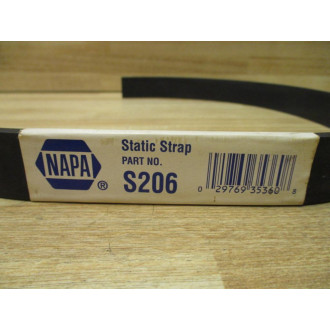 NAPA ®
Static Strap
PART NO.
S206
0 29769 35360 8